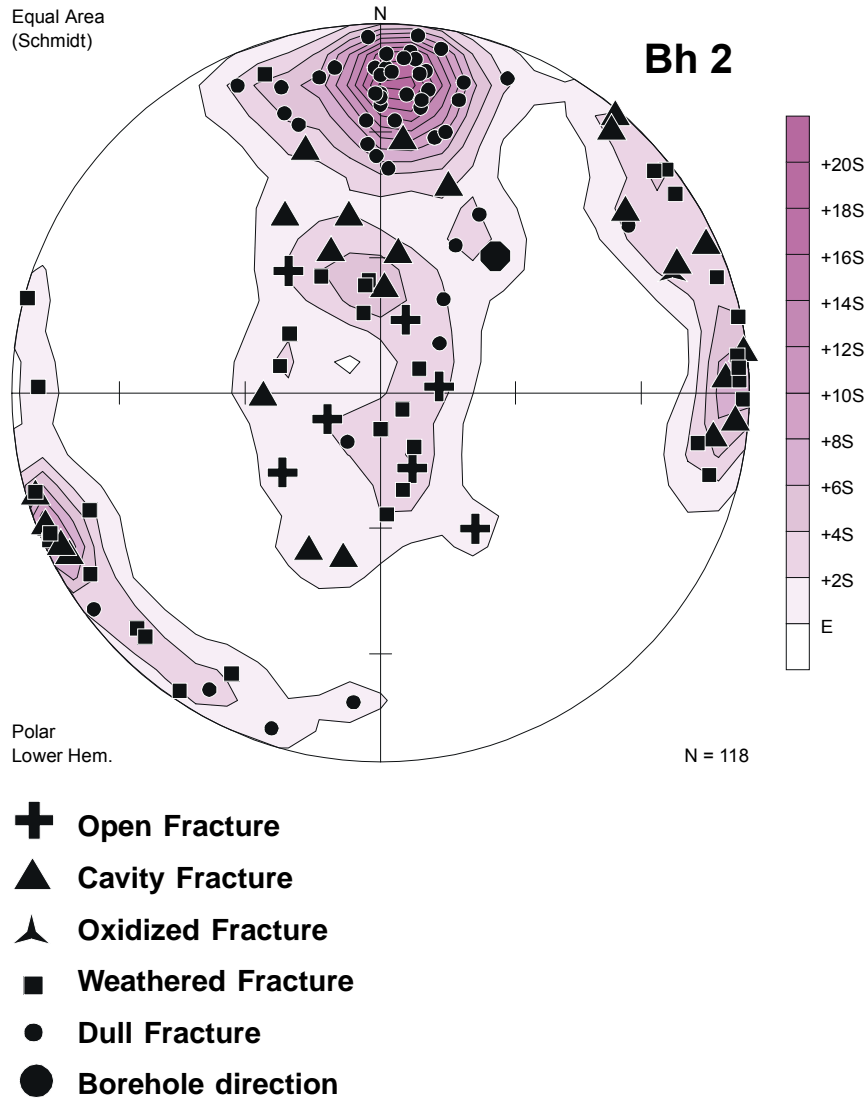 Equal Area
(Schmidt)
N
Bh 2
+20S
+18S
+16S
+14S
+12S
+10S
+8S
+6S
+4S
+2S
E
Polar
Lower Hem.
N = 118
Open Fracture
Cavity Fracture
Oxidized Fracture
Weathered Fracture
Dull Fracture
Borehole direction